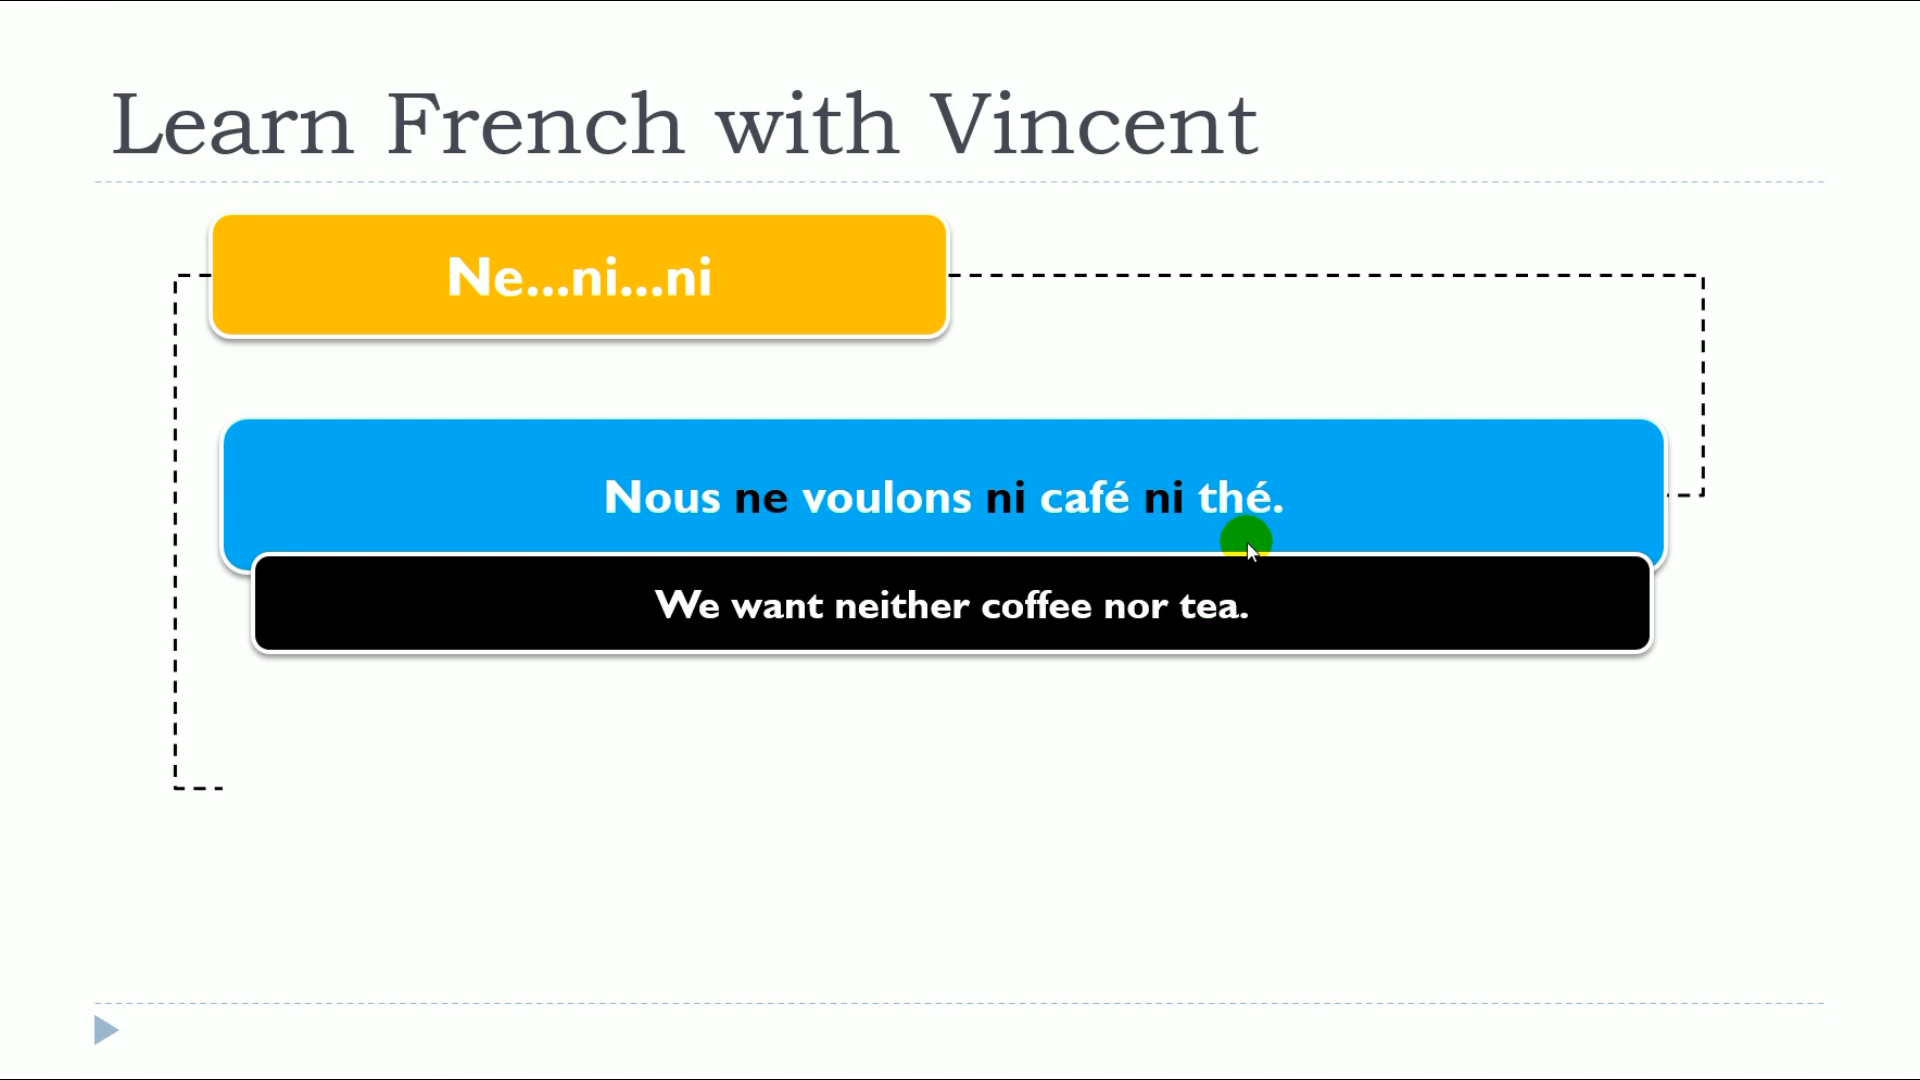 Learn French with Vincent
Ne...ni...ni
Nous ne voulons ni café ni thé.
We want neither coffee nor tea.